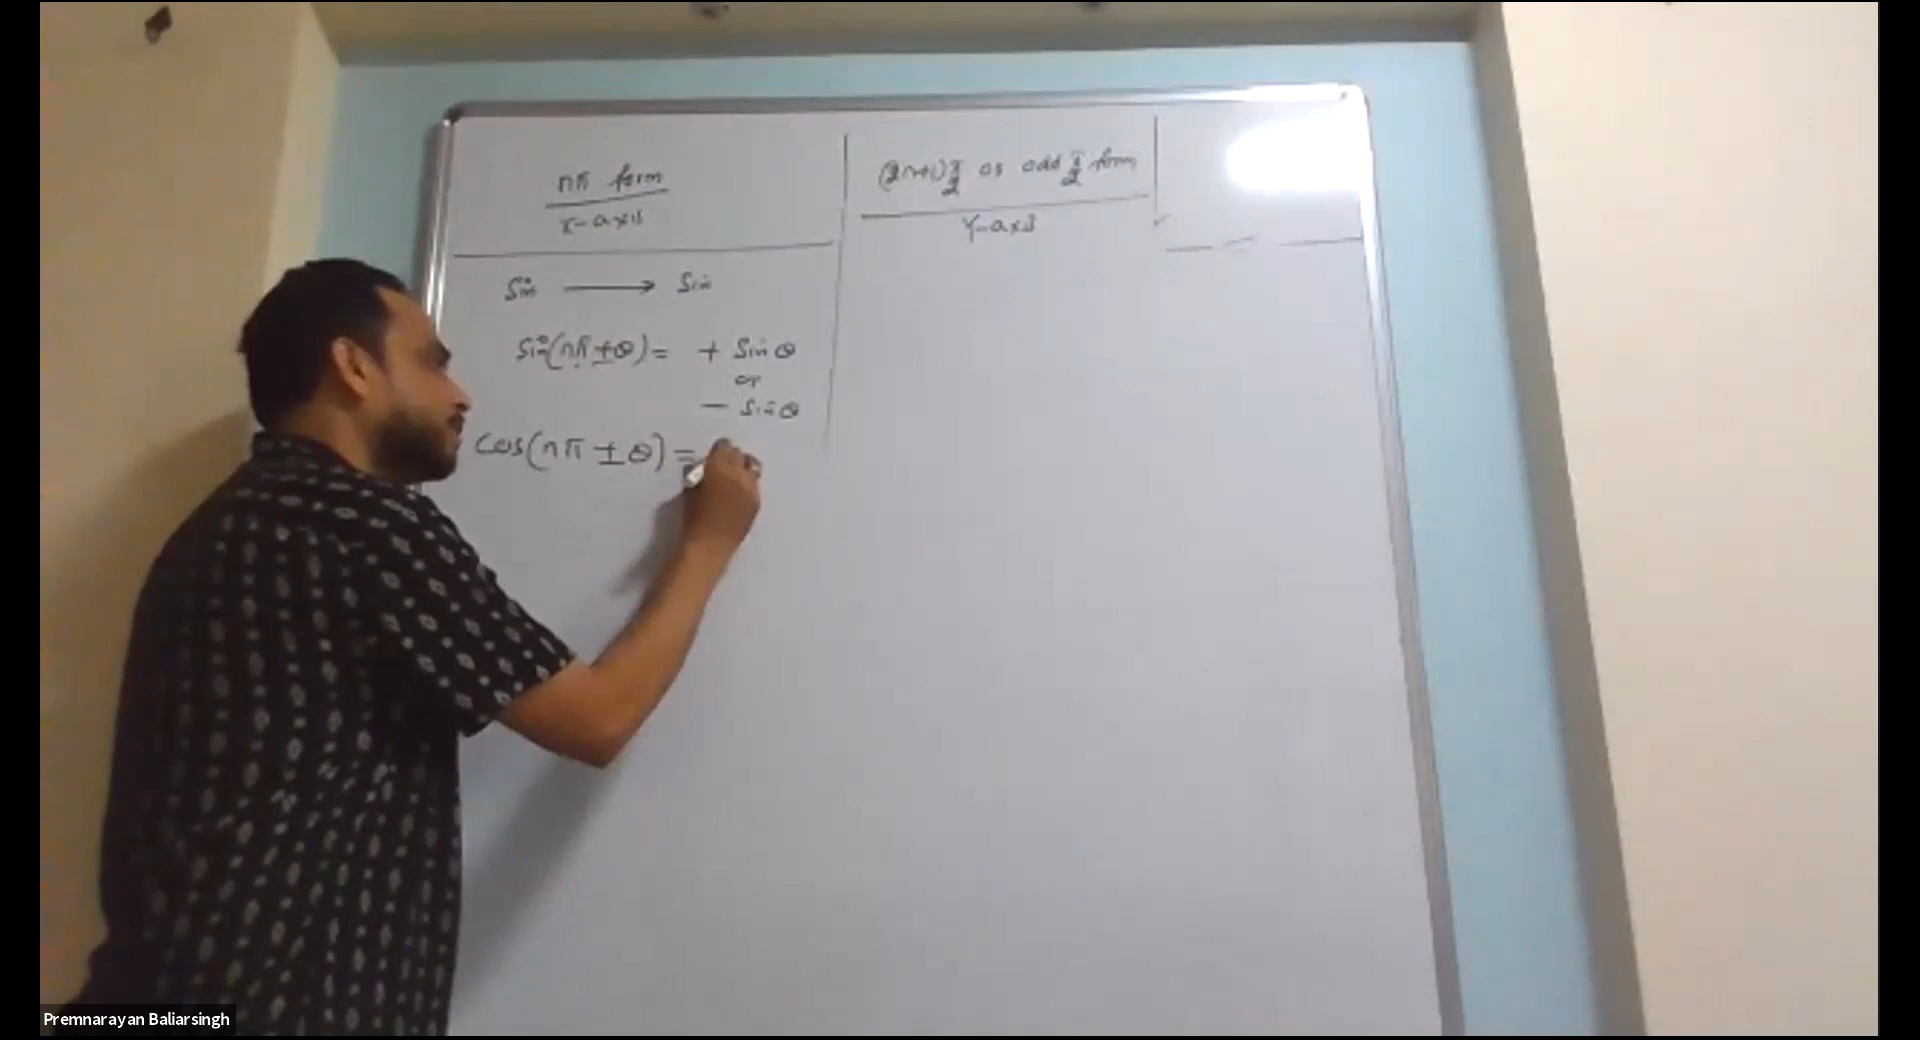 nπ form
x-axis
(2n+1)π/2 or odd π/2 form
Y-axis
Sin ⟶ Sin
Sin(nπ ± θ) = + Sin θ
or
− Sin θ
Cos(nπ ± θ) =
Premnarayan Baliarsingh